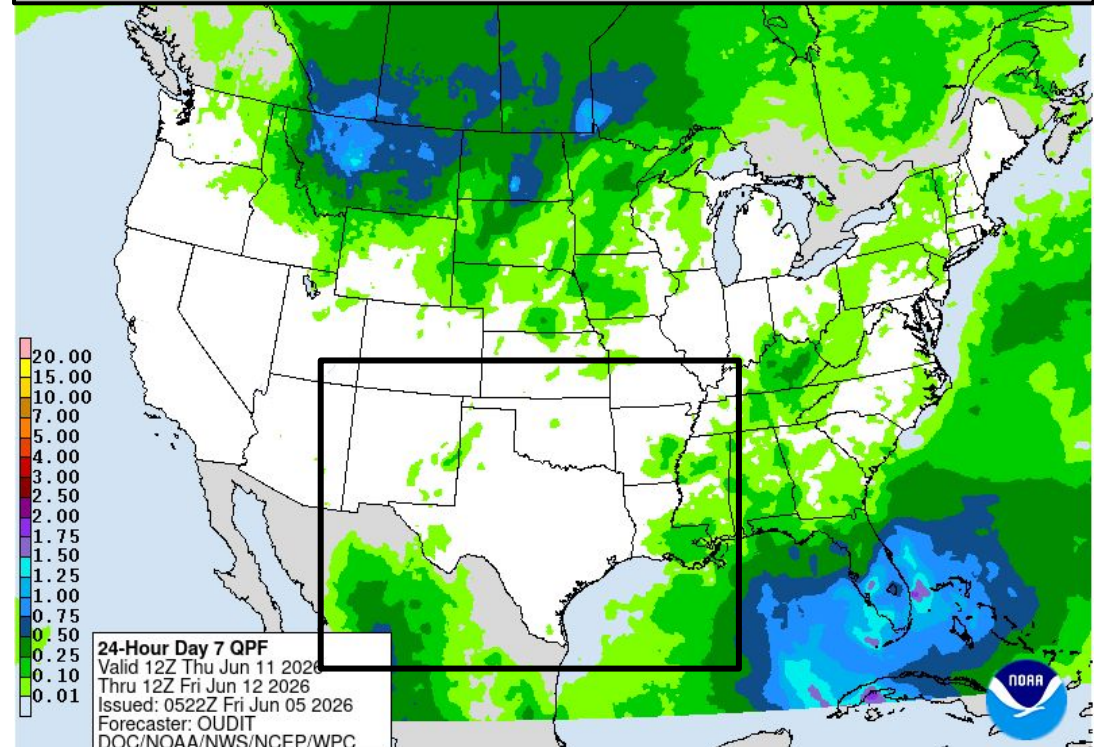 20.00
15.00
10.00
7.00
5.00
4.00
3.00
2.50
2.00
1.75
1.50
1.25
1.00
0.75
0.50
0.25
0.10
0.01
24-Hour Day 7 QPF
Valid 12Z Thu Jun 11 2026
Thru 12Z Fri Jun 12 2026
Issued: 0522Z Fri Jun 05 2026
Forecaster: OUDIT
DOC/NOAA/NWS/NCEP/WPC
NOAA